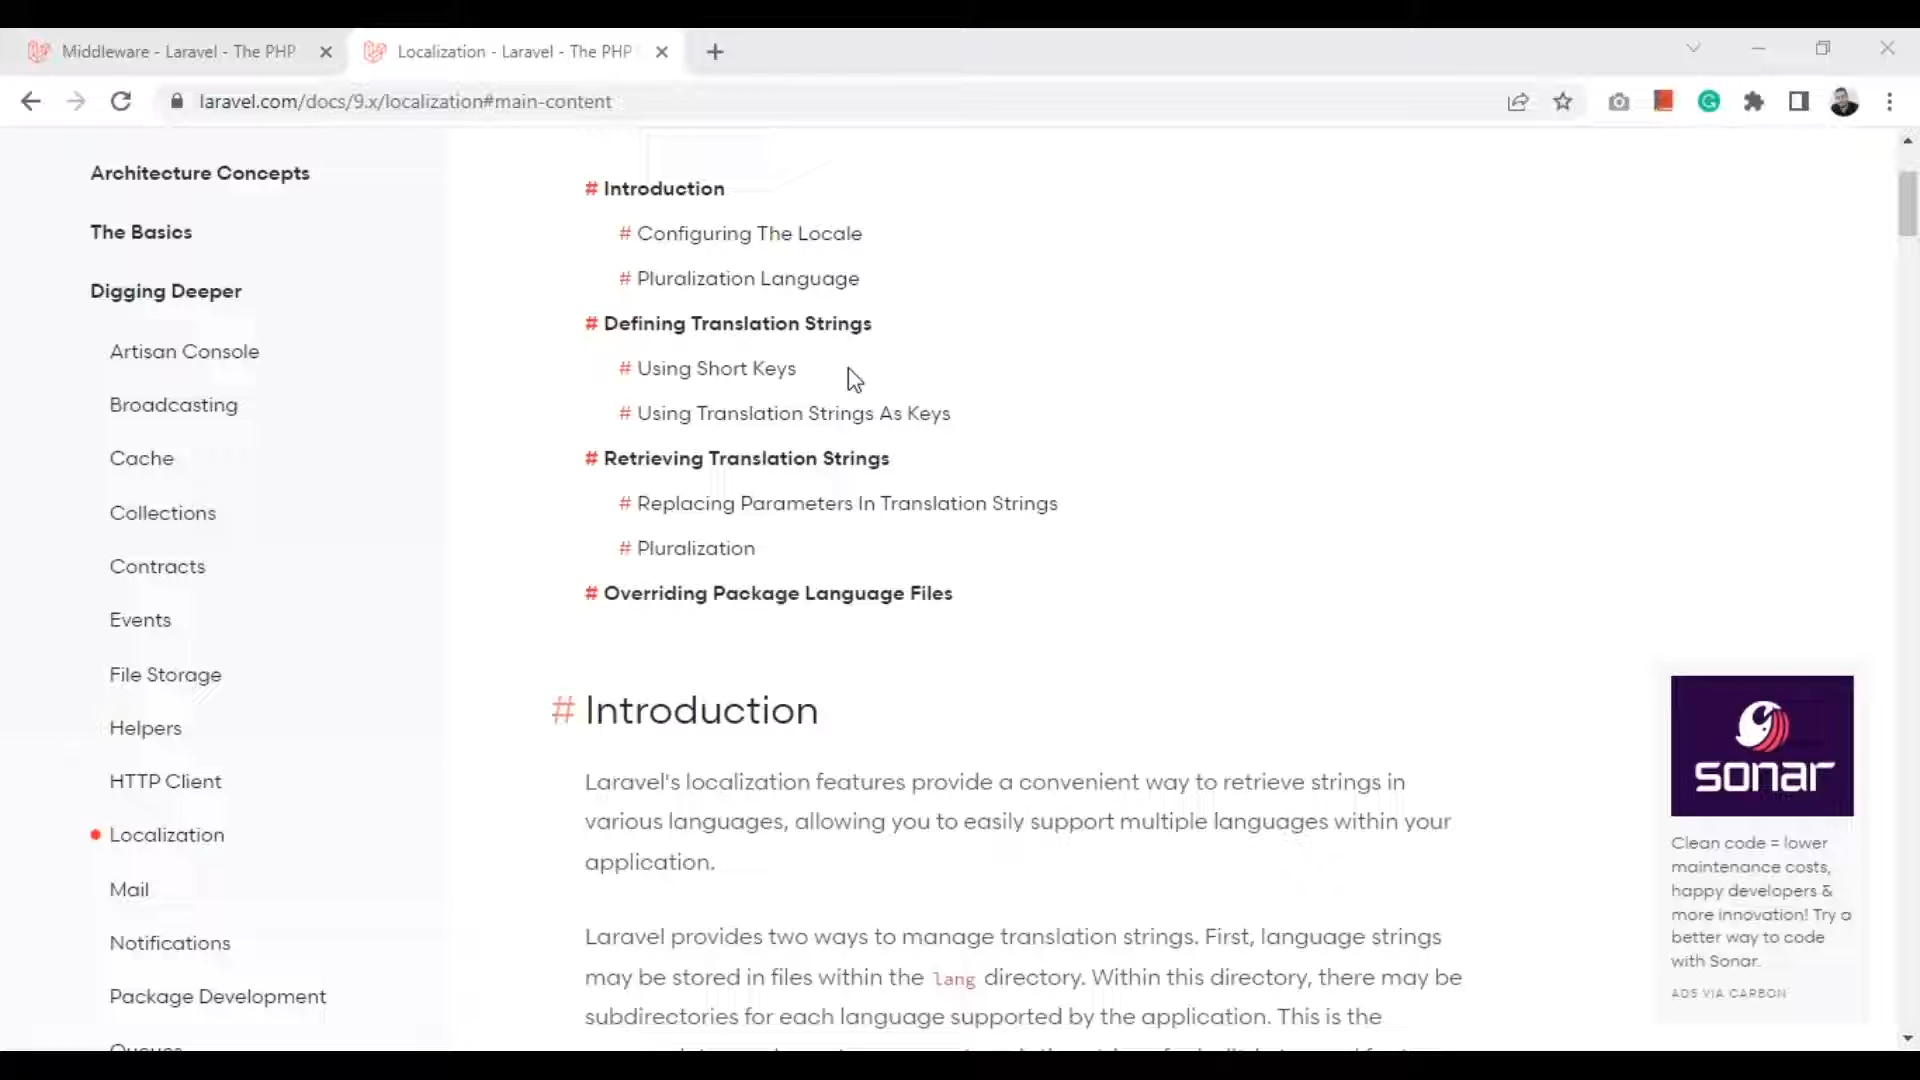 Middleware - Laravel - The PHP
Localization - Laravel - The PHP
laravel.com/docs/9.x/localization#main-content
Architecture Concepts
The Basics
Digging Deeper
Artisan Console
Broadcasting
Cache
Collections
Contracts
Events
File Storage
Helpers
HTTP Client
Localization
Mail
Notifications
Package Development
Queues
# Introduction
# Configuring The Locale
# Pluralization Language
# Defining Translation Strings
# Using Short Keys
# Using Translation Strings As Keys
# Retrieving Translation Strings
# Replacing Parameters In Translation Strings
# Pluralization
# Overriding Package Language Files
# Introduction
Laravel's localization features provide a convenient way to retrieve strings in
various languages, allowing you to easily support multiple languages within your
application.
Laravel provides two ways to manage translation strings. First, language strings
may be stored in files within the lang directory. Within this directory, there may be
subdirectories for each language supported by the application. This is the
sonar
Clean code = lower
maintenance costs,
happy developers &
more innovation! Try a
better way to code
with Sonar.
ADS VIA CARBON